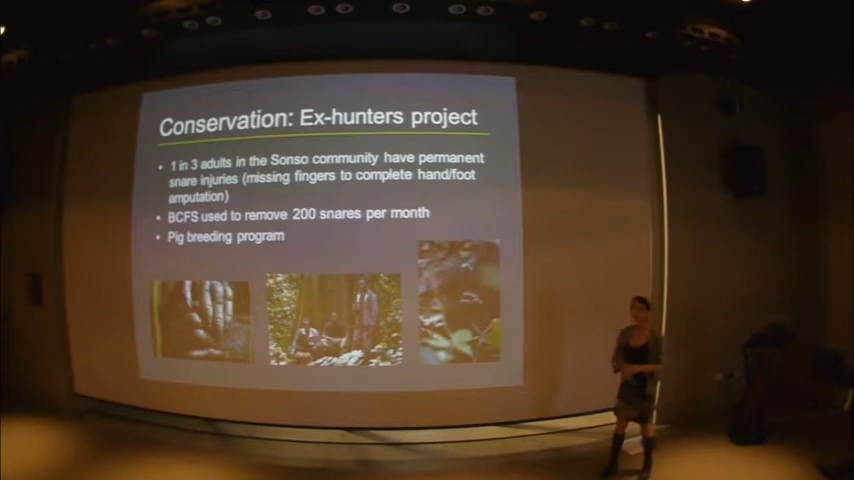 Conservation: Ex-hunters project
• 1 in 3 adults in the Sonso community have permanent
snare injuries (missing fingers to complete hand/foot
amputation)
• BCFS used to remove 200 snares per month
• Pig breeding program